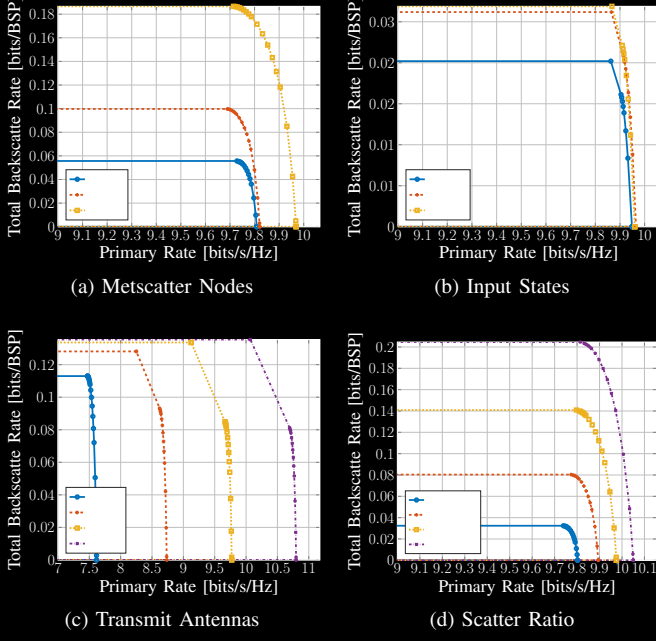 Total Backscatte Rate [bits/BSP]
0.18
0.16
0.14
0.12
0.1
0.08
0.06
0.04
0.02
0
9 9.1 9.2 9.3 9.4 9.5 9.6 9.7 9.8 9.9 10
Primary Rate [bits/s/Hz]
(a) Metscatter Nodes
Total Backscatte Rate [bits/BSP]
0.03
0.02
0.02
0.01
0.01
0
9 9.1 9.2 9.3 9.4 9.5 9.6 9.7 9.8 9.9 10
Primary Rate [bits/s/Hz]
(b) Input States
Total Backscatte Rate [bits/BSP]
0.12
0.1
0.08
0.06
0.04
0.02
0
7 7.5 8 8.5 9 9.5 10 10.5 11
Primary Rate [bits/s/Hz]
(c) Transmit Antennas
Total Backscatte Rate [bits/BSP]
0.2
0.18
0.16
0.14
0.12
0.1
0.08
0.06
0.04
0.02
0
9 9.1 9.2 9.3 9.4 9.5 9.6 9.7 9.8 9.9 10 10.1
Primary Rate [bits/s/Hz]
(d) Scatter Ratio